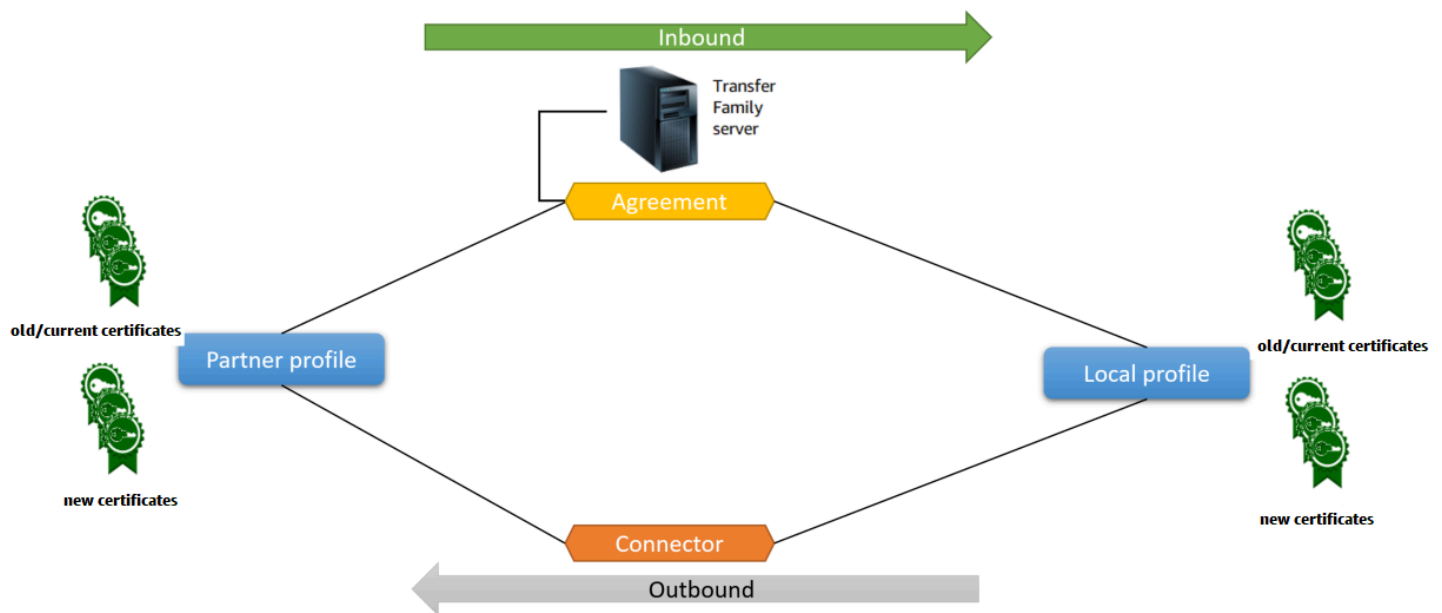 Inbound
Transfer
Family
server
Agreement
old/current certificates
Partner profile
new certificates
old/current certificates
Local profile
new certificates
Connector
Outbound